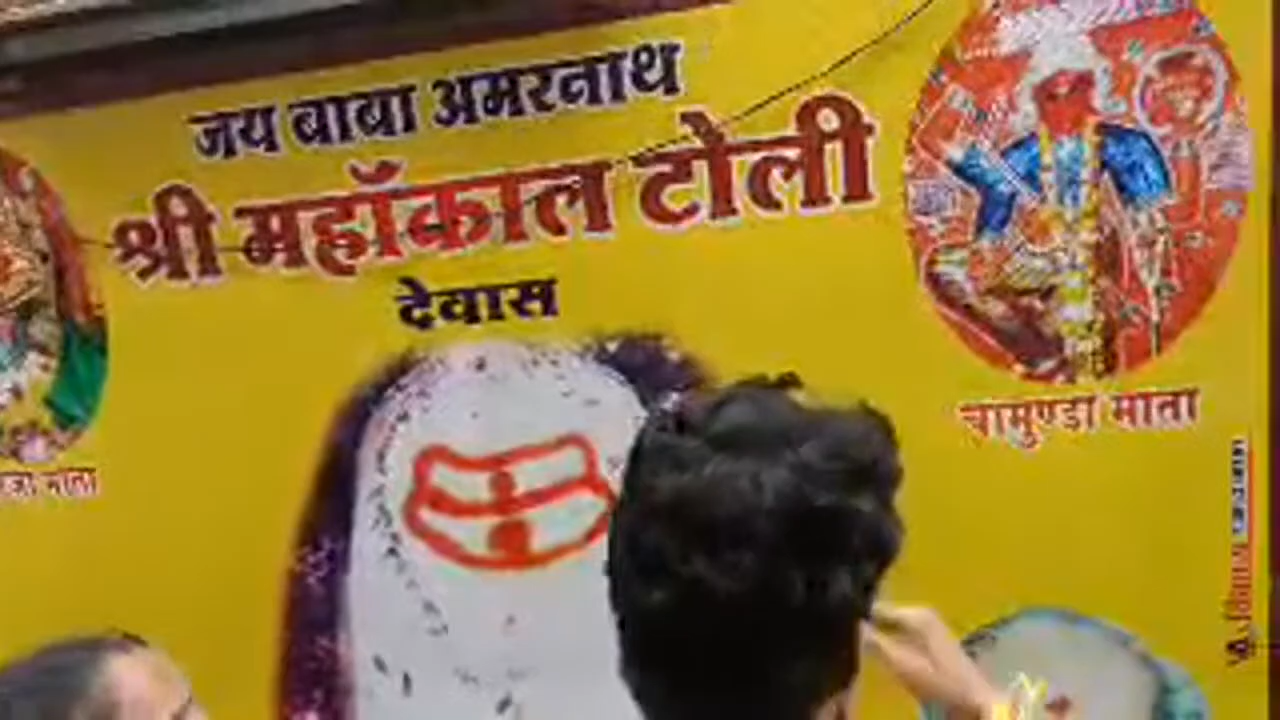 जय बाबा अमरनाथ
श्री महाॅकाल टोली
देवास
चामुण्डा माता
माता